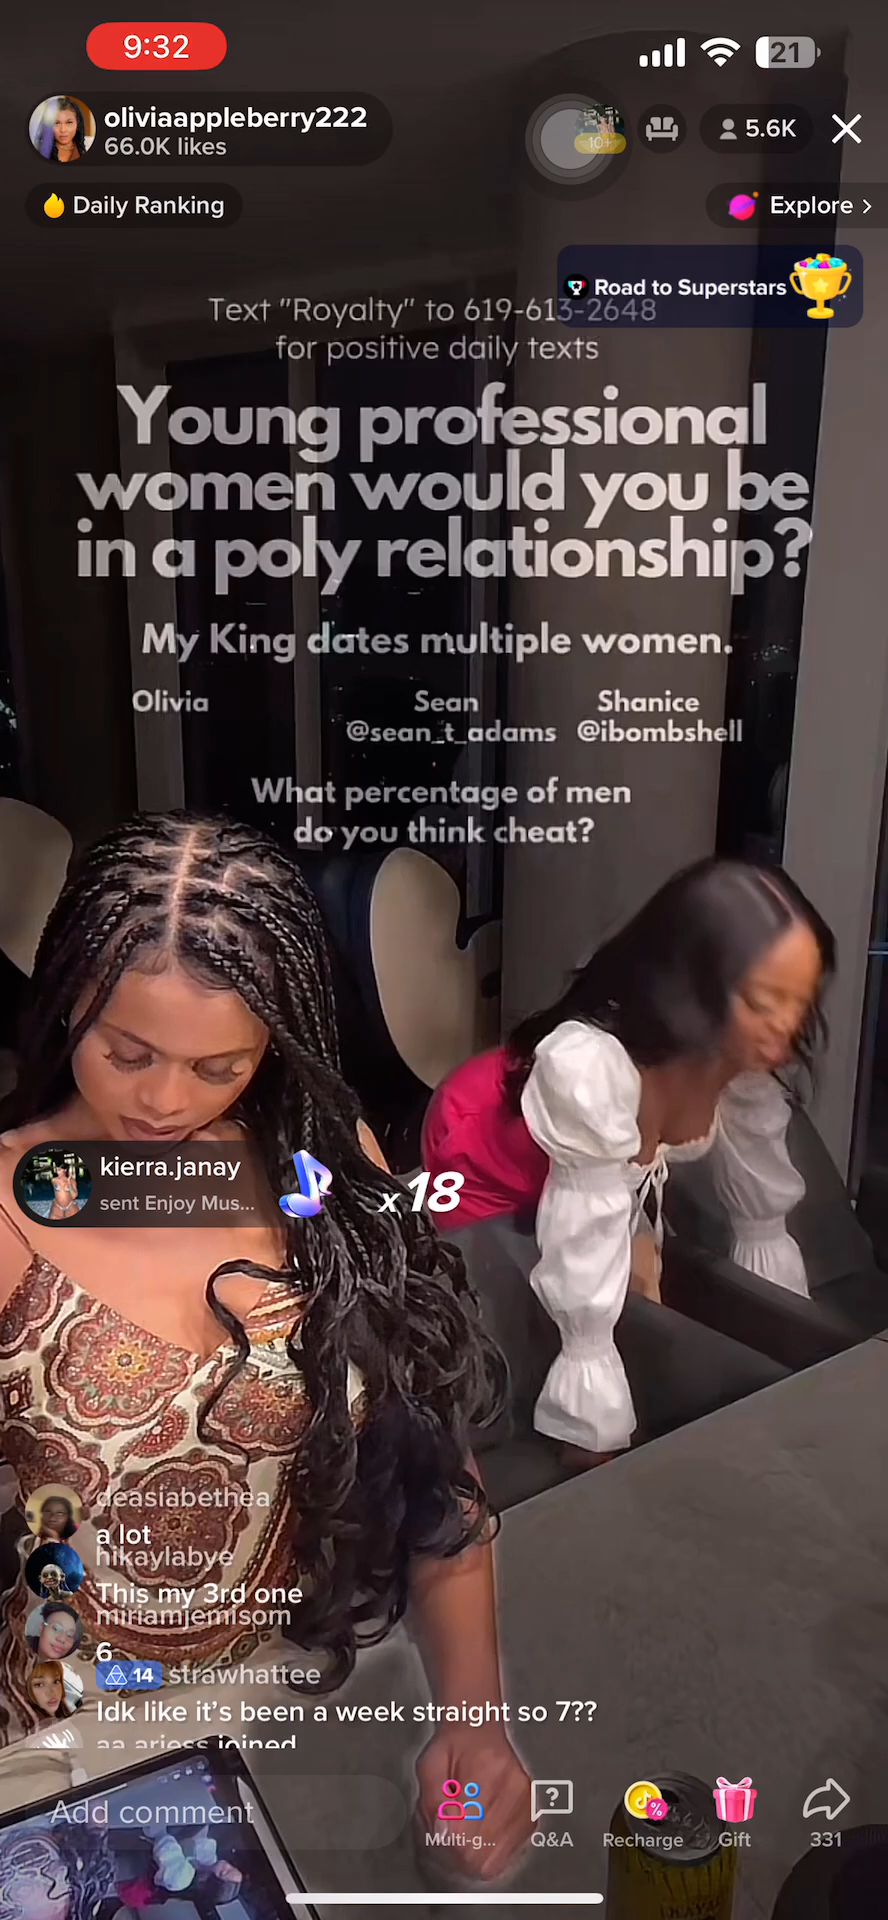 9:32
21
oliviaappleberry222
66.0K likes
10+
5.6K
Daily Ranking
Explore >
Road to Superstars
Text "Royalty" to 619-613-2648
for positive daily texts
Young professional
women would you be
in a poly relationship?
My King dates multiple women.
Olivia Sean Shanice
@sean_t_adams @ibombshell
What percentage of men
do you think cheat?
kierra.janay
sent Enjoy Mus...
x18
deasiabethea
a lot
hikaylabye
This my 3rd one
miriamjemisom
6
14 strawhattee
Idk like it's been a week straight so 7??
aa ariess joined
Add comment
Multi-g...
Q&A
Recharge
Gift
331